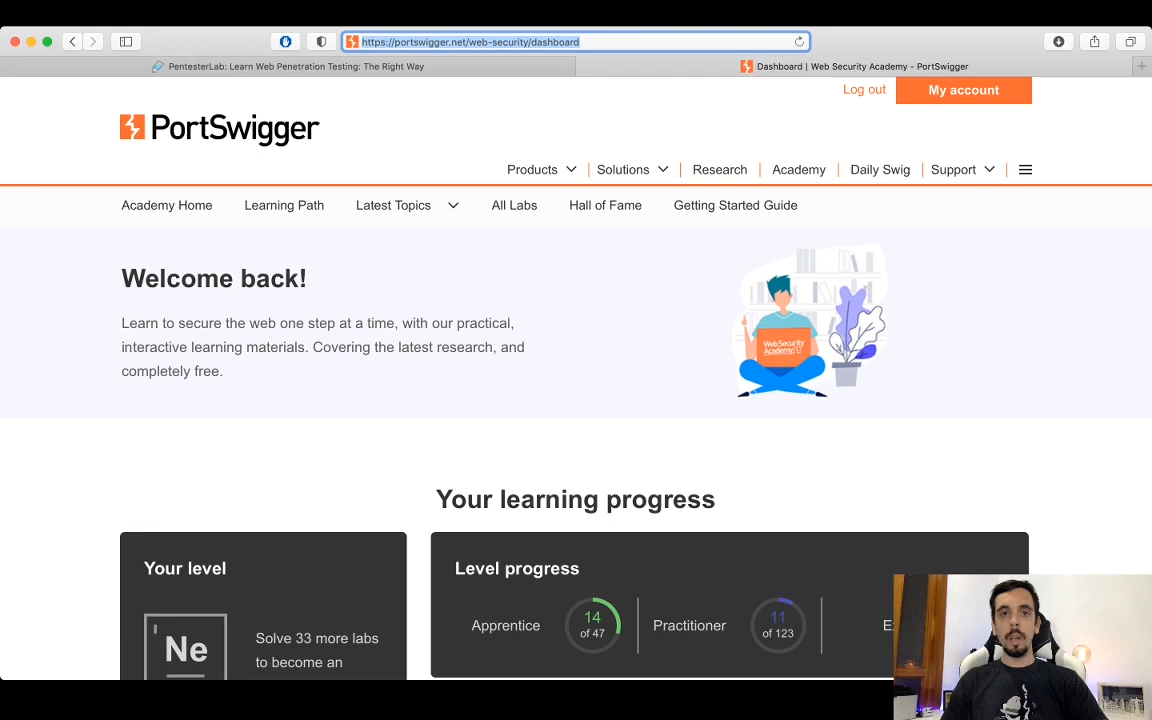 https://portswigger.net/web-security/dashboard
PentesterLab: Learn Web Penetration Testing: The Right Way
Dashboard | Web Security Academy - PortSwigger
Log out
My account
PortSwigger
Products
Solutions
Research
Academy
Daily Swig
Support
Academy Home
Learning Path
Latest Topics
All Labs
Hall of Fame
Getting Started Guide
Welcome back!
Learn to secure the web one step at a time, with our practical,
interactive learning materials. Covering the latest research, and
completely free.
WebSecurity
Academy
Your learning progress
Your level
Ne
Solve 33 more labs
to become an
Level progress
Apprentice
14
of 47
Practitioner
11
of 123